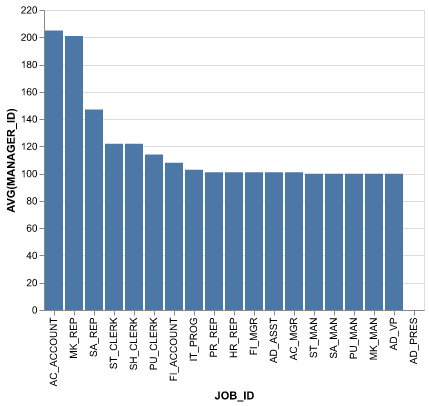 220
200
180
160
140
120
100
80
60
40
20
0
AVG(MANAGER_ID)
AC_ACCOUNT
MK_REP
SA_REP
ST_CLERK
SH_CLERK
PU_CLERK
FI_ACCOUNT
IT_PROG
PR_REP
HR_REP
FI_MGR
AD_ASST
AC_MGR
ST_MAN
SA_MAN
PU_MAN
MK_MAN
AD_VP
AD_PRES
JOB_ID